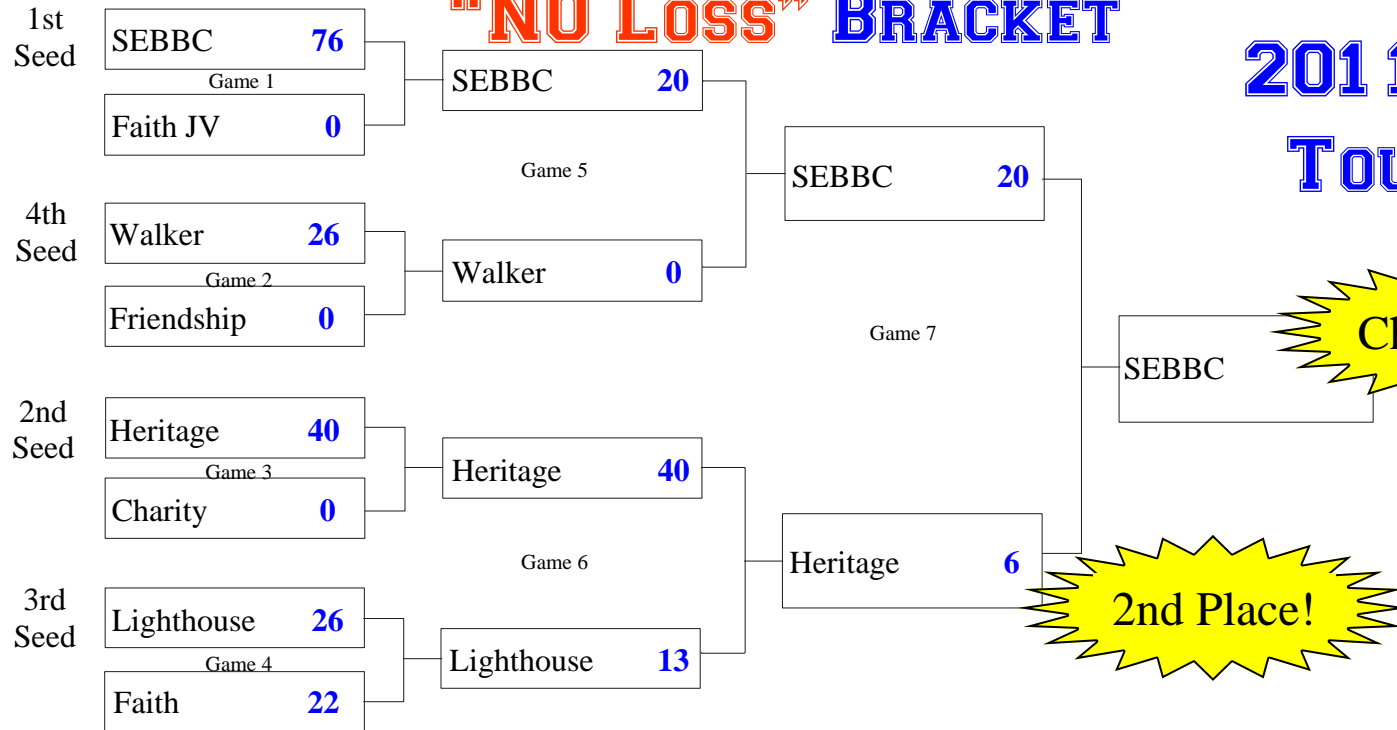 "NO LOSS" BRACKET
1st
Seed
SEBBC 76
Game 1
Faith JV 0
SEBBC 20
Game 5
4th
Seed
Walker 26
Game 2
Friendship 0
Walker 0
SEBBC 20
Game 7
2nd
Seed
Heritage 40
Game 3
Charity 0
Heritage 40
Game 6
3rd
Seed
Lighthouse 26
Game 4
Faith 22
Lighthouse 13
Heritage 6
2nd Place!
SEBBC
2011